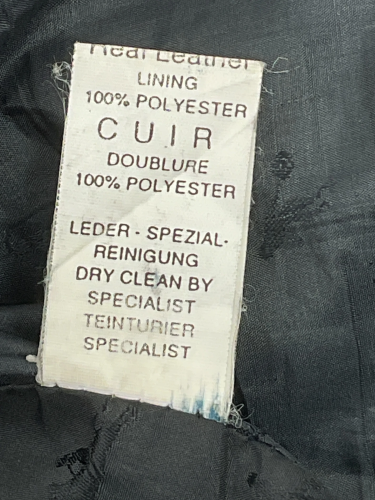 Real Leather
LINING
100% POLYESTER
CUIR
DOUBLURE
100% POLYESTER
LEDER - SPEZIAL-
REINIGUNG
DRY CLEAN BY
SPECIALIST
TEINTURIER
SPECIALIST